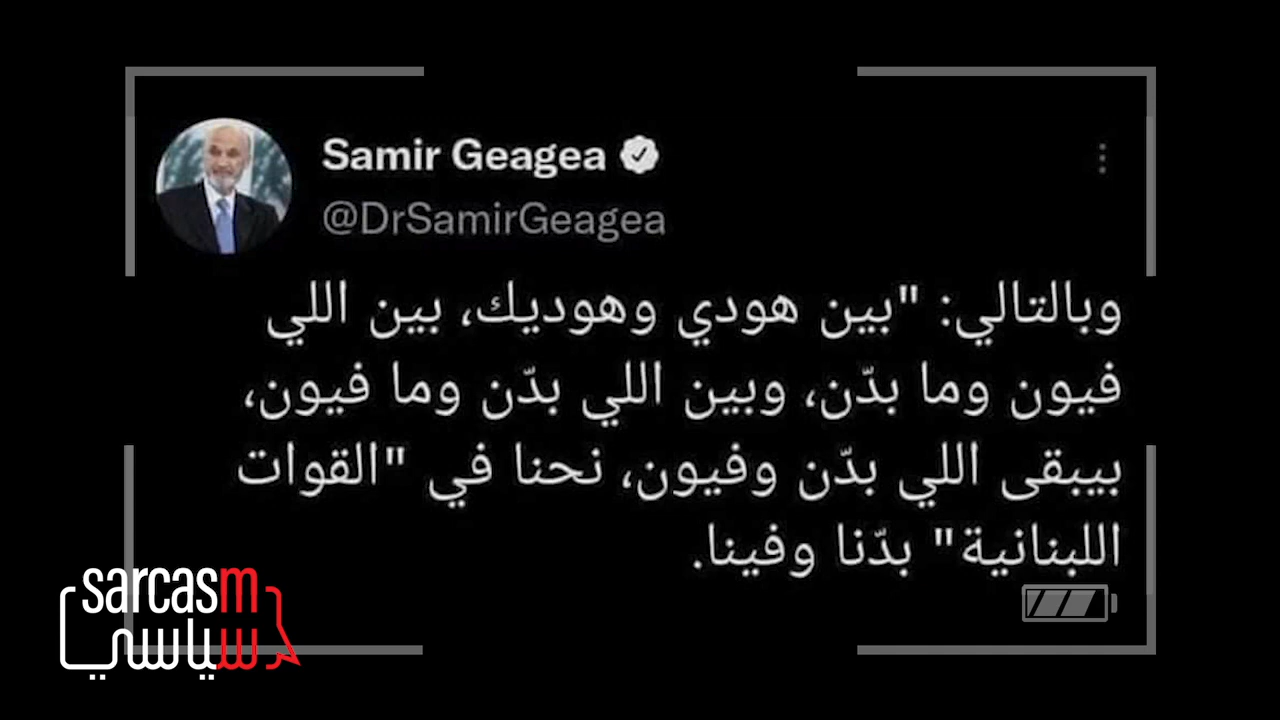 Samir Geagea
@DrSamirGeagea
وبالتالي: "بين هودي وهوديك، بين اللي
فيون وما بدّن، وبين اللي بدّن وما فيون،
بيبقى اللي بدّن وفيون، نحنا في "القوات
اللبنانية" بدّنا وفينا.
sarcasm
سياسي